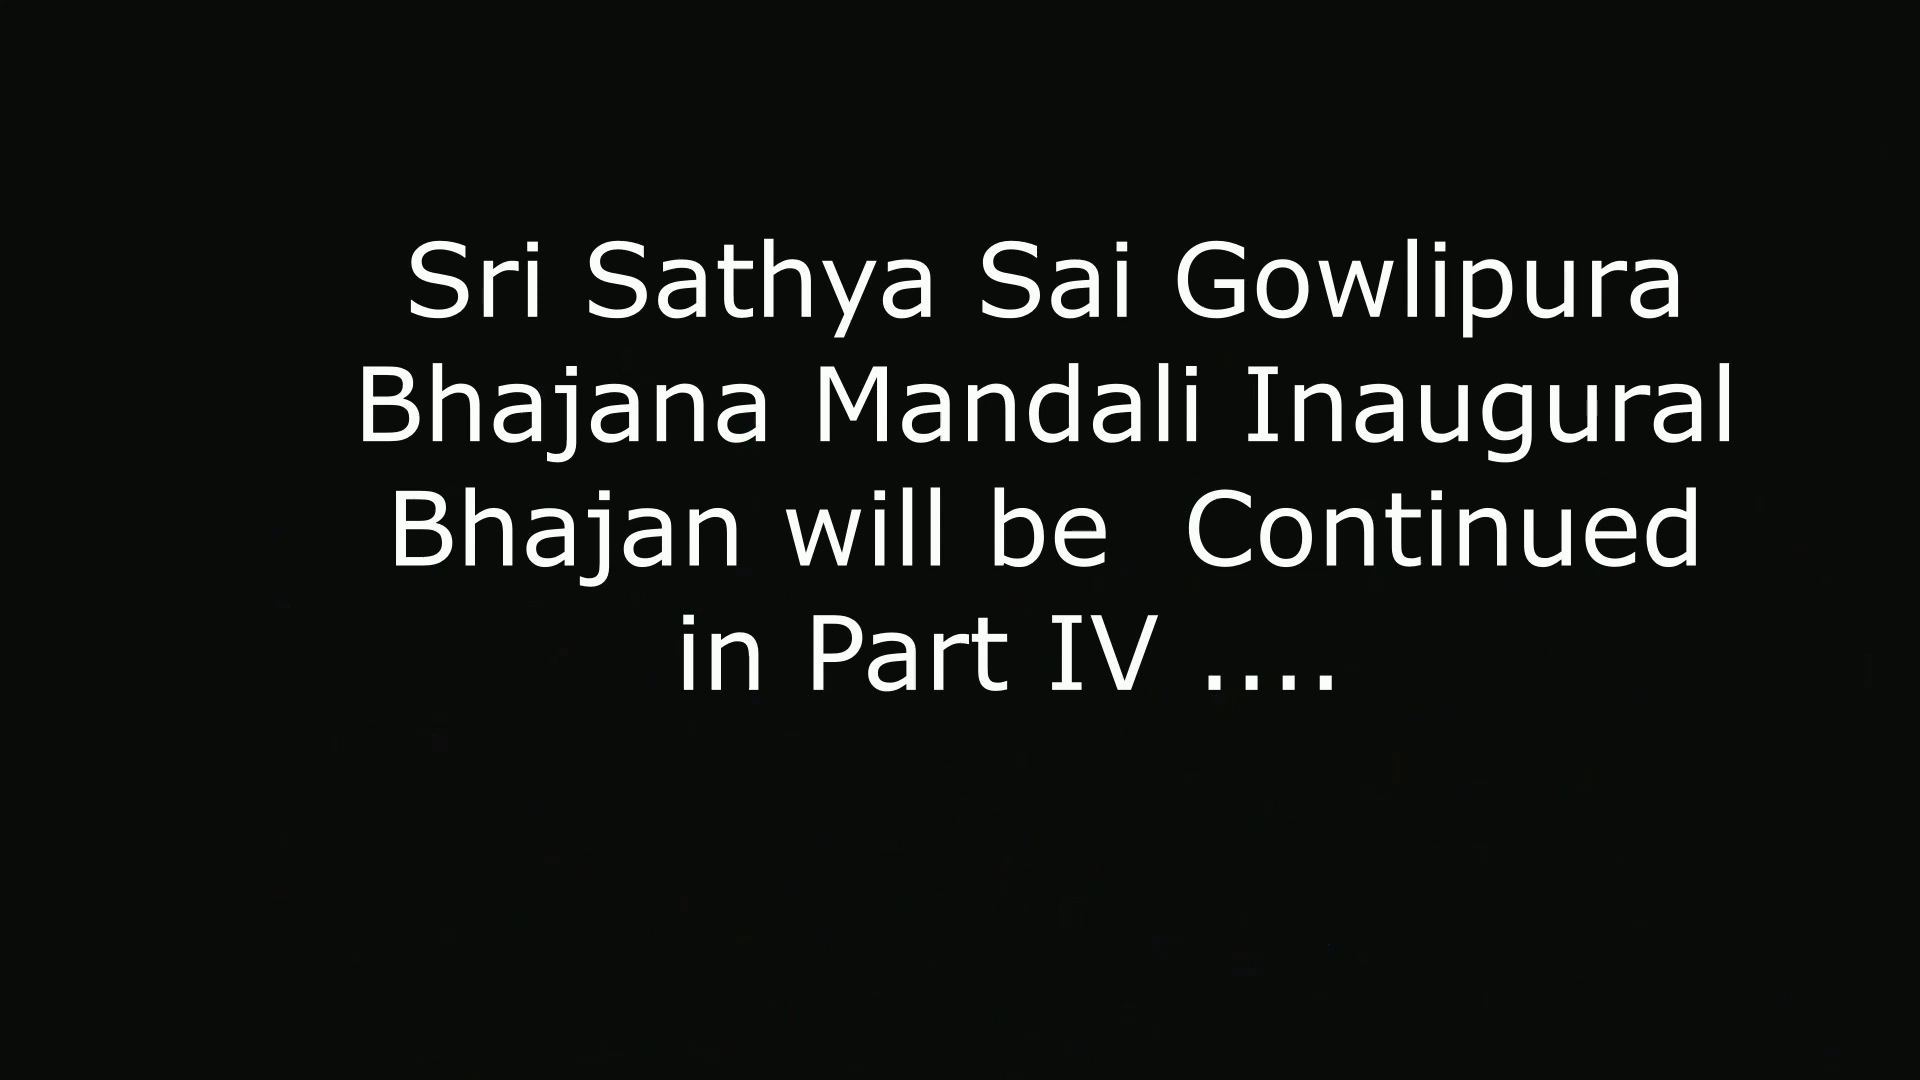 Sri Sathya Sai Gowlipura
Bhajana Mandali Inaugural
Bhajan will be  Continued
in Part IV ....